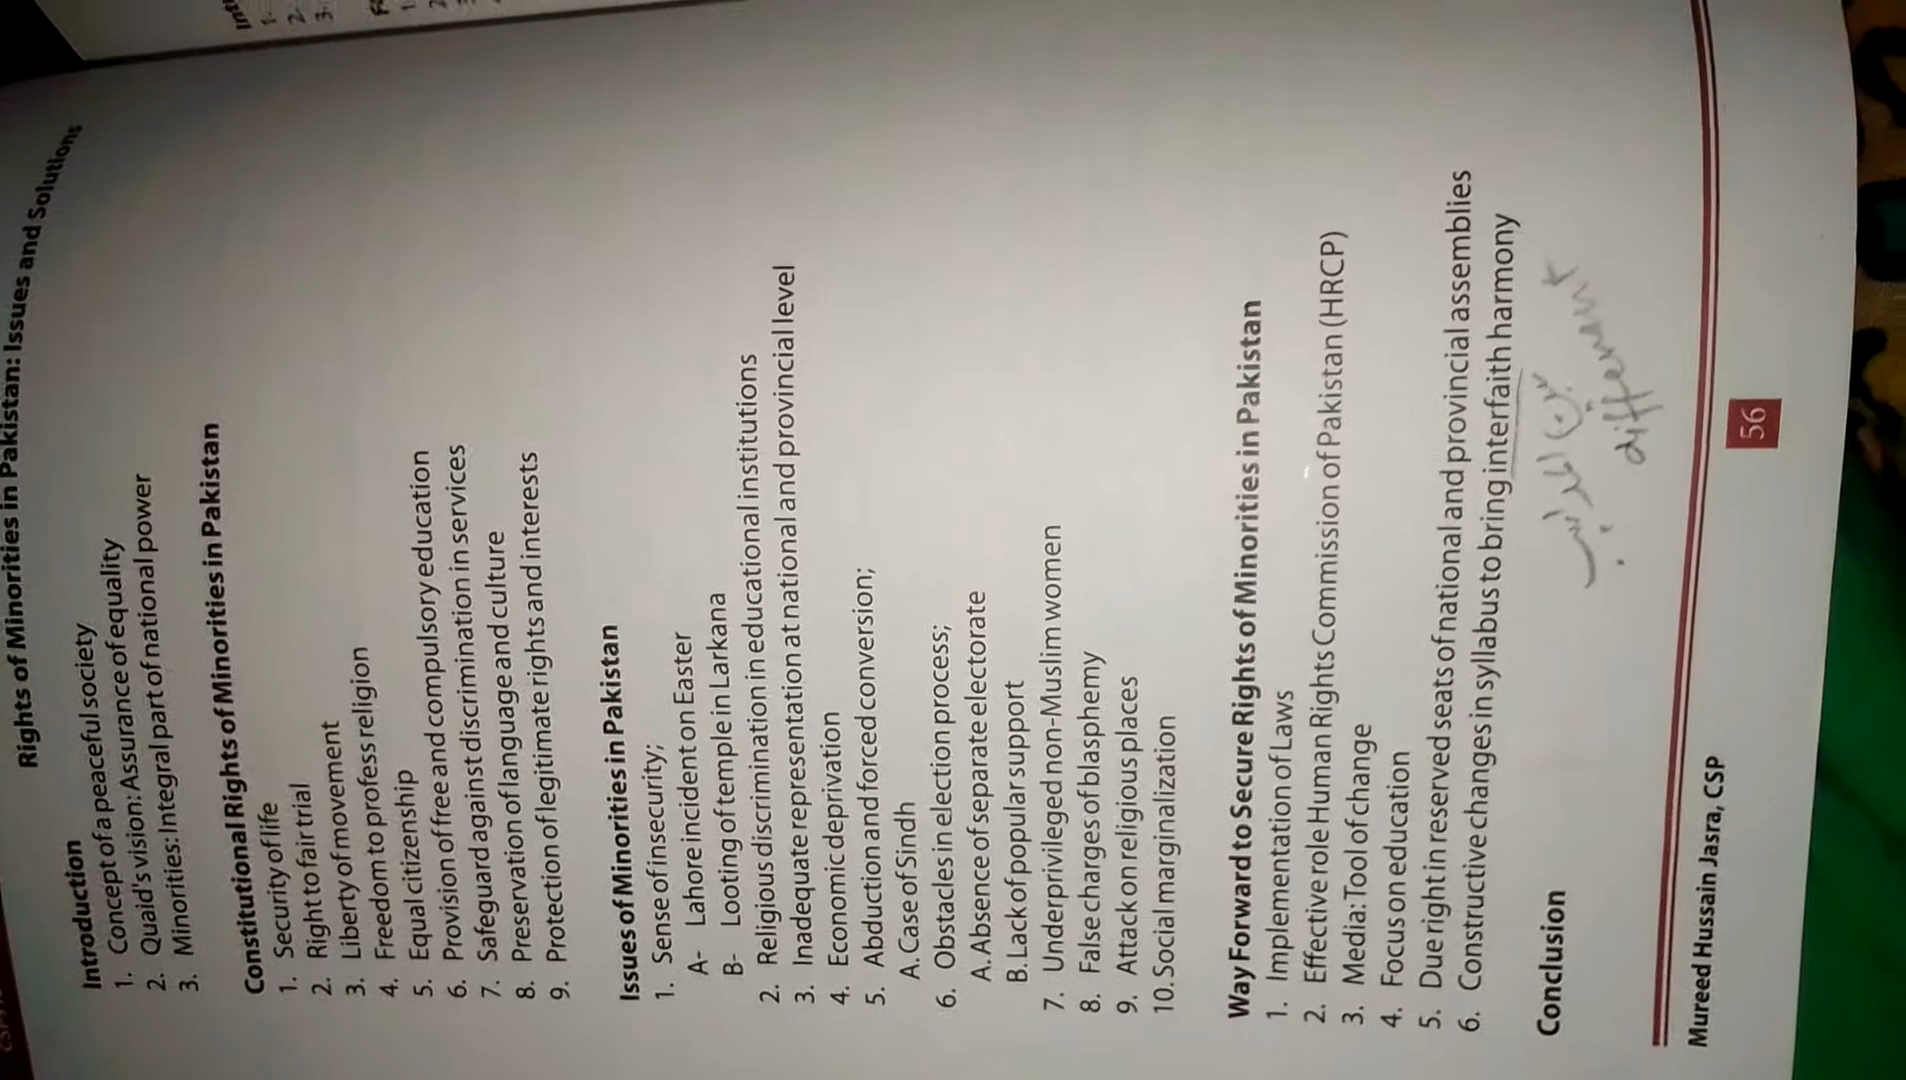 Rights of Minorities in Pakistan: Issues and Solutions
Introduction
1. Concept of a peaceful society
2. Quaid's vision: Assurance of equality
3. Minorities: Integral part of national power
Constitutional Rights of Minorities in Pakistan
1. Security of life
2. Right to fair trial
3. Liberty of movement
4. Freedom to profess religion
5. Equal citizenship
6. Provision of free and compulsory education
7. Safeguard against discrimination in services
8. Preservation of language and culture
9. Protection of legitimate rights and interests
Issues of Minorities in Pakistan
1. Sense of insecurity;
A- Lahore incident on Easter
B- Looting of temple in Larkana
2. Religious discrimination in educational institutions
3. Inadequate representation at national and provincial level
4. Economic deprivation
5. Abduction and forced conversion;
A. Case of Sindh
6. Obstacles in election process;
A. Absence of separate electorate
B. Lack of popular support
7. Underprivileged non-Muslim women
8. False charges of blasphemy
9. Attack on religious places
10. Social marginalization
Way Forward to Secure Rights of Minorities in Pakistan
1. Implementation of Laws
2. Effective role Human Rights Commission of Pakistan (HRCP)
3. Media: Tool of change
4. Focus on education
5. Due right in reserved seats of national and provincial assemblies
6. Constructive changes in syllabus to bring interfaith harmony
different
Conclusion
Mureed Hussain Jasra, CSP
56